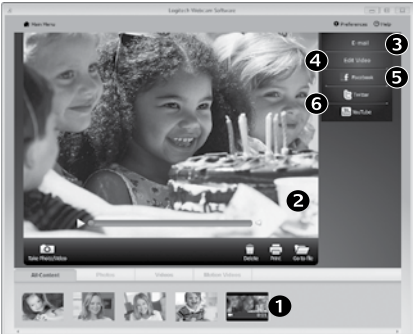 Logitech Webcam Software
Main Menu
Preferences
Help
E-mail
3
4
Edit Video
Facebook
5
6
Twitter
YouTube
2
Take Photo/Video
Delete
Print
Go to file
All Content
Photos
Videos
Motion Videos
1